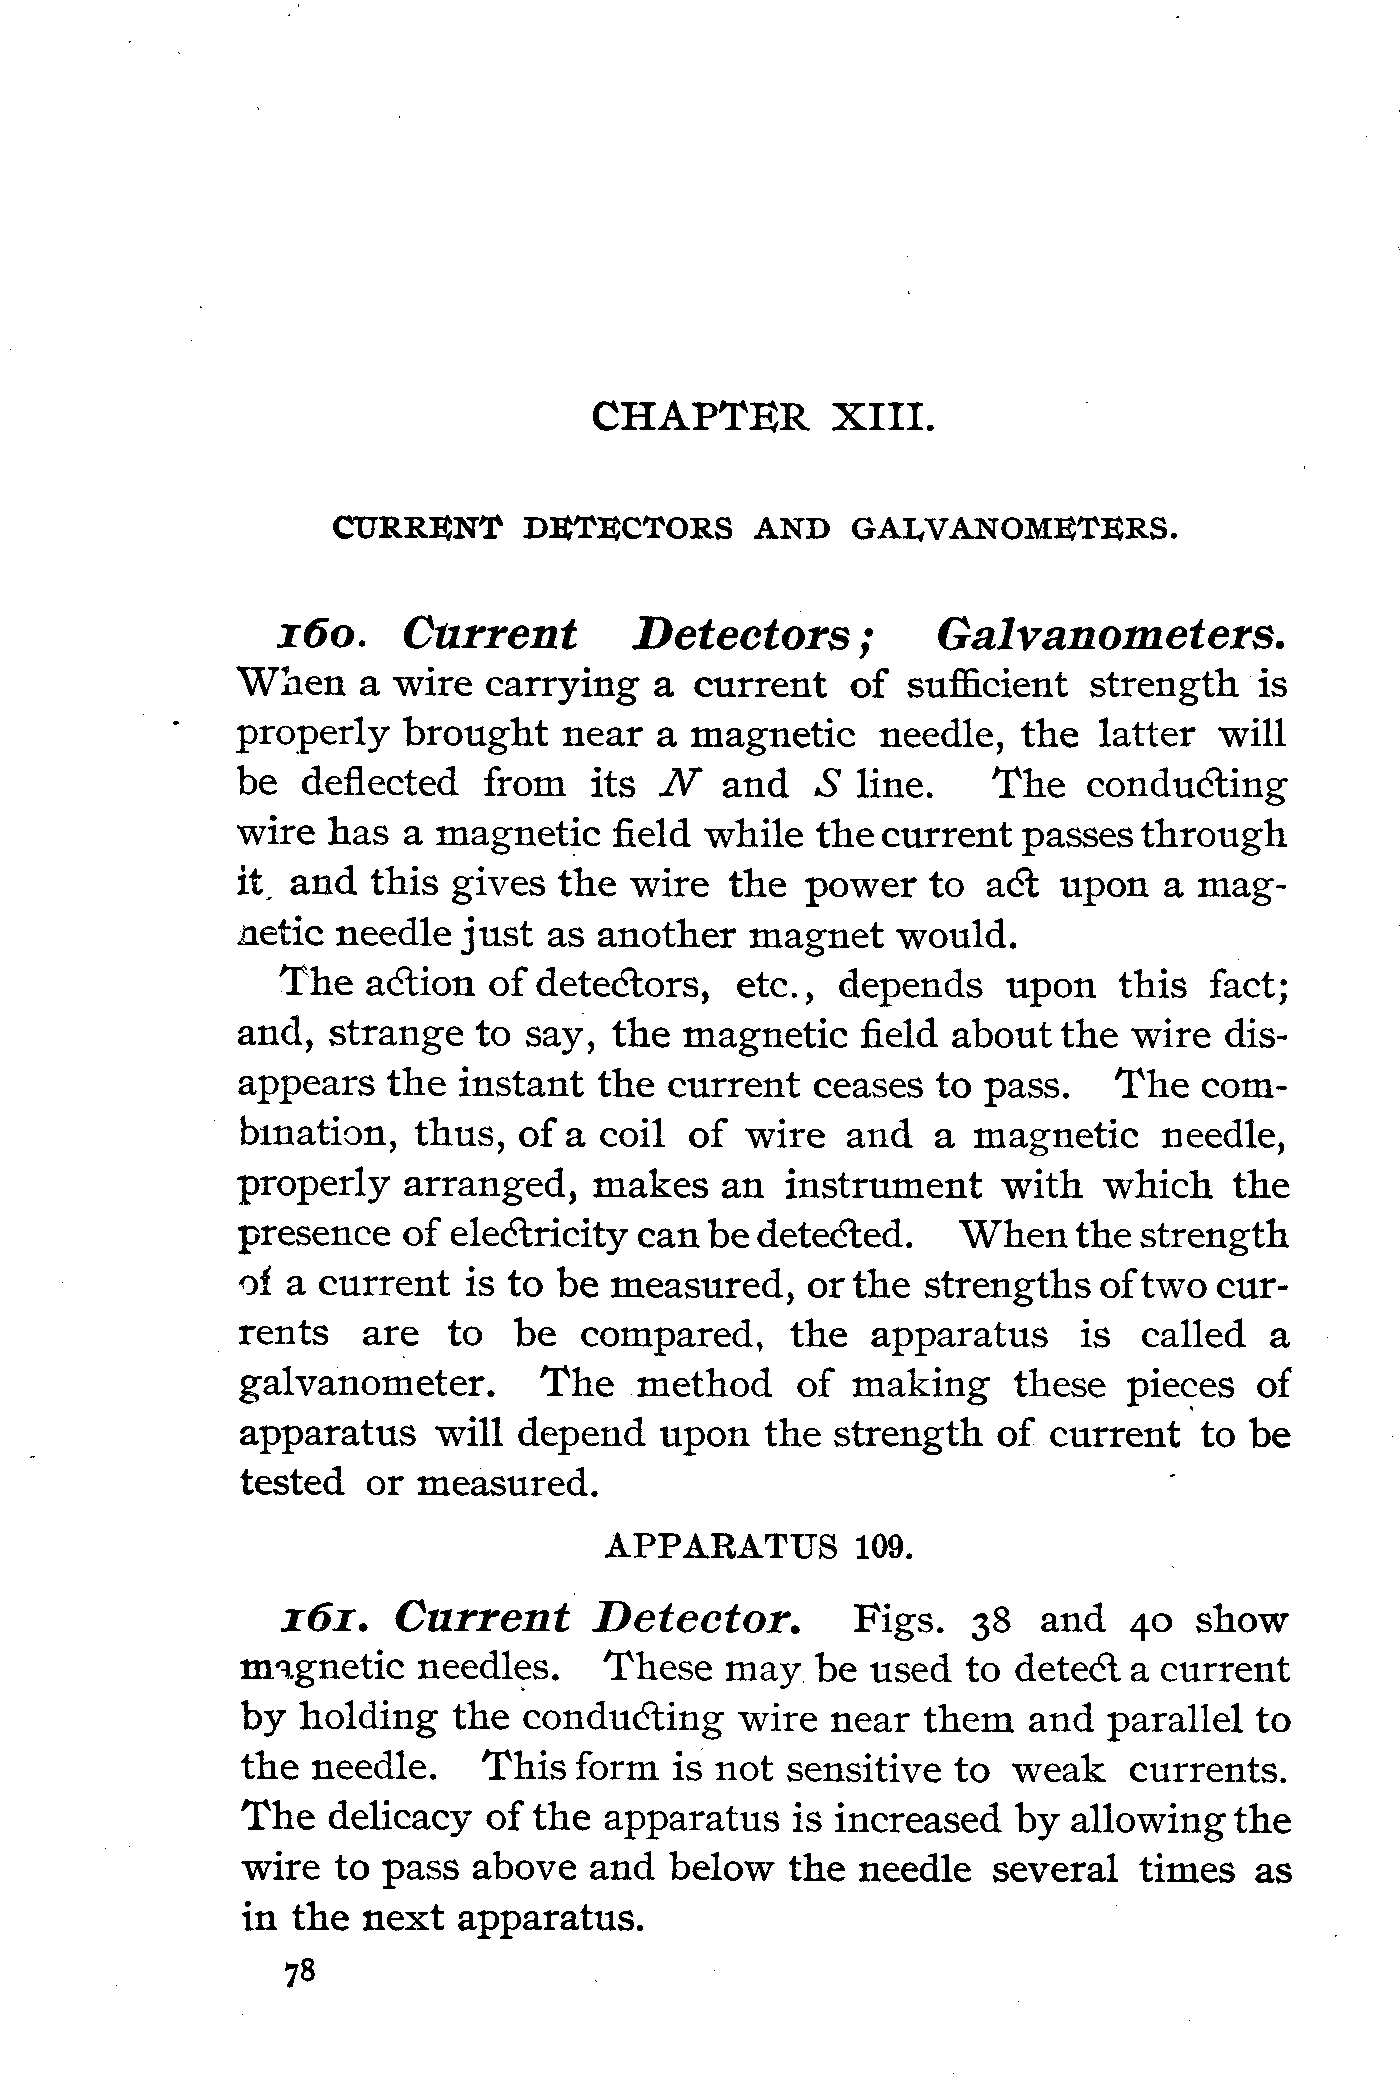 CHAPTER XIII.
CURRENT DETECTORS AND GALVANOMETERS.
160. Current Detectors; Galvanometers.
When a wire carrying a current of sufficient strength is
properly brought near a magnetic needle, the latter will
be deflected from its N and S line. The conducting
wire has a magnetic field while the current passes through
it, and this gives the wire the power to act upon a mag-
netic needle just as another magnet would.
The action of detectors, etc., depends upon this fact;
and, strange to say, the magnetic field about the wire dis-
appears the instant the current ceases to pass. The com-
bination, thus, of a coil of wire and a magnetic needle,
properly arranged, makes an instrument with which the
presence of electricity can be detected. When the strength
of a current is to be measured, or the strengths of two cur-
rents are to be compared, the apparatus is called a
galvanometer. The method of making these pieces of
apparatus will depend upon the strength of current to be
tested or measured.
APPARATUS 109.
161. Current Detector. Figs. 38 and 40 show
magnetic needles. These may be used to detect a current
by holding the conducting wire near them and parallel to
the needle. This form is not sensitive to weak currents.
The delicacy of the apparatus is increased by allowing the
wire to pass above and below the needle several times as
in the next apparatus.
78